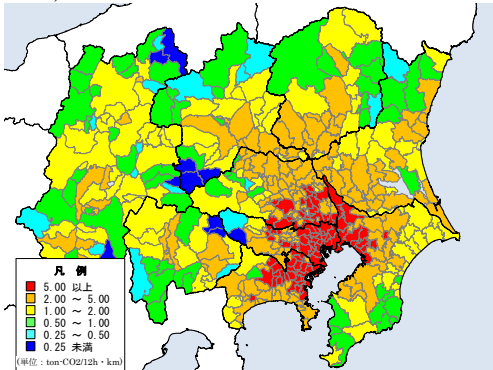 凡 例
5.00 以上
2.00 ～ 5.00
1.00 ～ 2.00
0.50 ～ 1.00
0.25 ～ 0.50
0.25 未満
(単位：ton-CO2/12h・km)